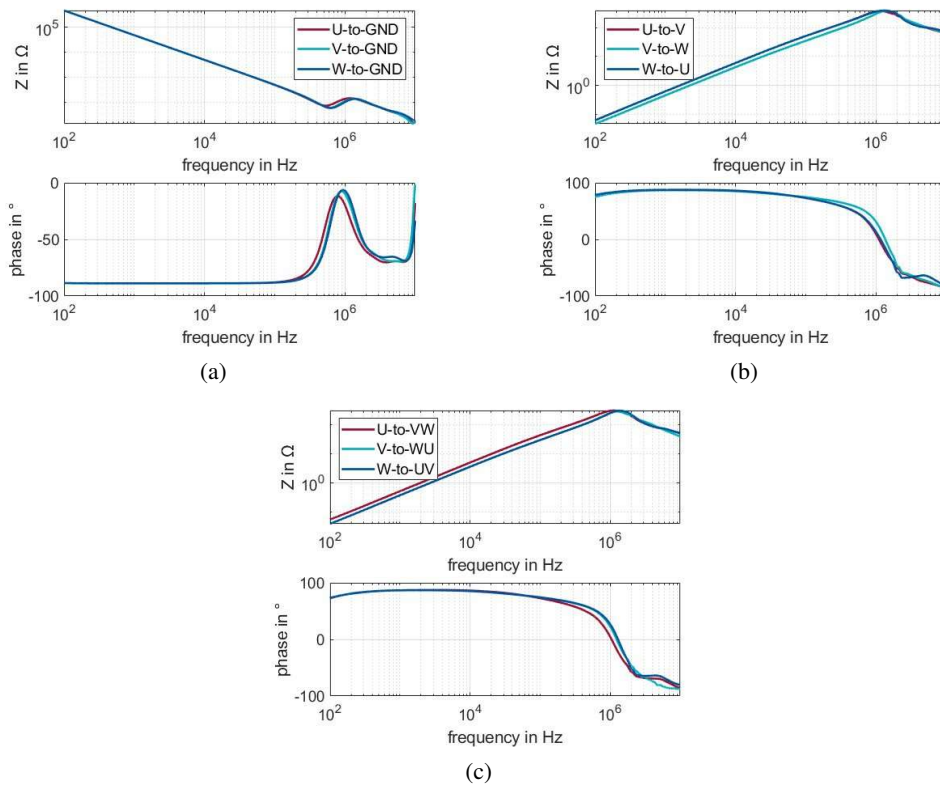 Z in Ω
10^5
U-to-GND
V-to-GND
W-to-GND
10^2 10^4 10^6
frequency in Hz
phase in °
0
-50
-100
10^2 10^4 10^6
frequency in Hz
(a)
Z in Ω
10^0
U-to-V
V-to-W
W-to-U
10^2 10^4 10^6
frequency in Hz
phase in °
100
0
-100
10^2 10^4 10^6
frequency in Hz
(b)
Z in Ω
10^0
U-to-VW
V-to-WU
W-to-UV
10^2 10^4 10^6
frequency in Hz
phase in °
100
0
-100
10^2 10^4 10^6
frequency in Hz
(c)